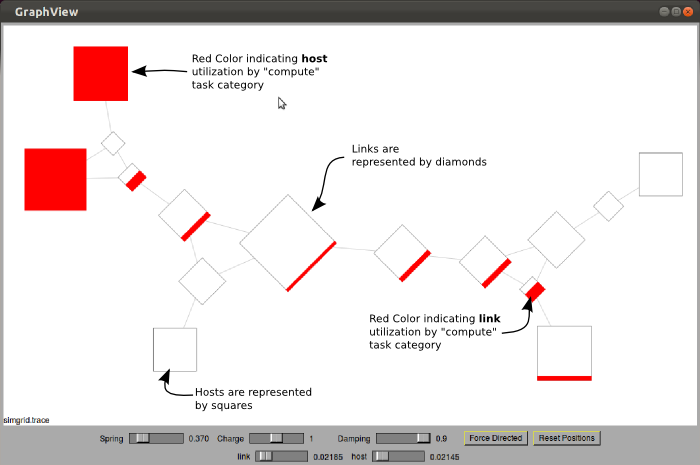 GraphView
Red Color indicating host
utilization by "compute"
task category
Links are
represented by diamonds
Red Color indicating link
utilization by "compute"
task category
Hosts are represented
by squares
simgrid.trace
Spring 0.370 Charge 1 Damping 0.9 Force Directed Reset Positions
link 0.02185 host 0.02145